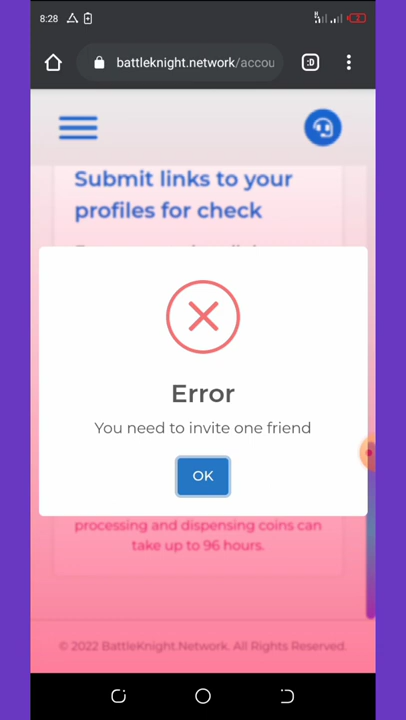 8:28
battleknight.network/accou
:D
Submit links to your
profiles for check
Error
You need to invite one friend
OK
processing and dispensing coins can
take up to 96 hours.
© 2022 BattleKnight.Network. All Rights Reserved.